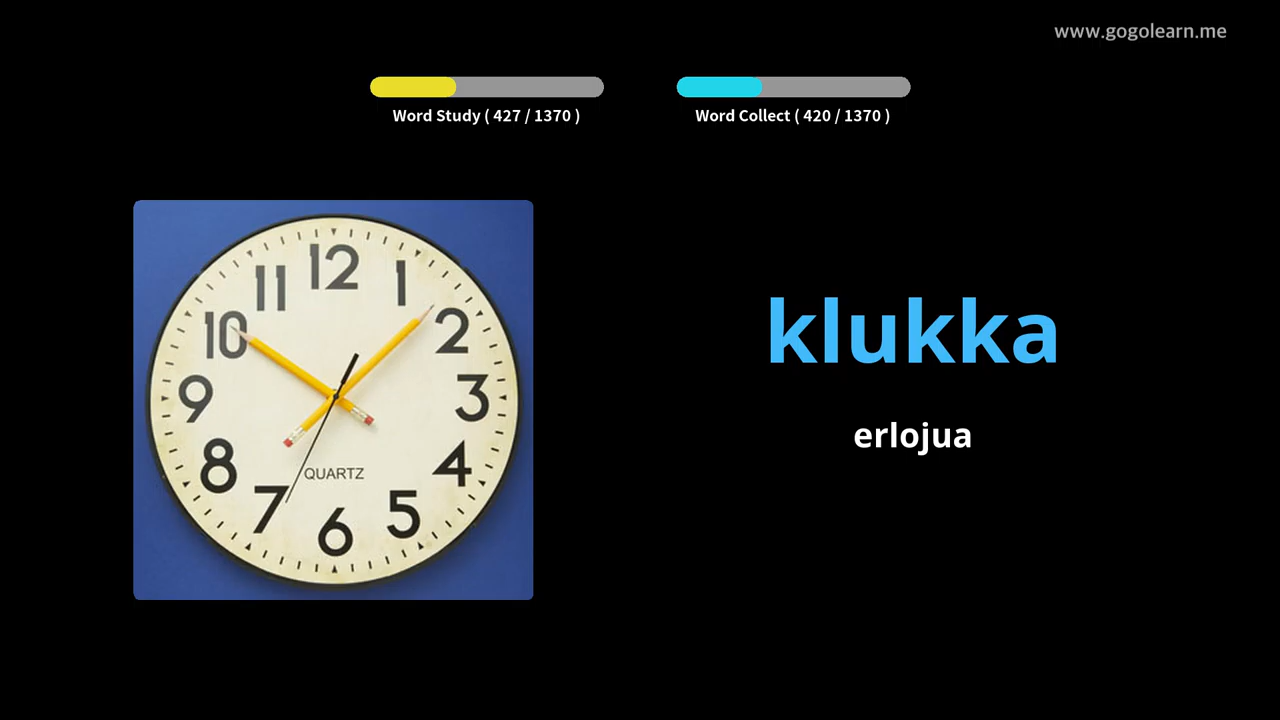 www.gogolearn.me
Word Study ( 427 / 1370 )
Word Collect ( 420 / 1370 )
12
11
1
10
2
9
3
8
4
QUARTZ
7
5
6
klukka
erlojua